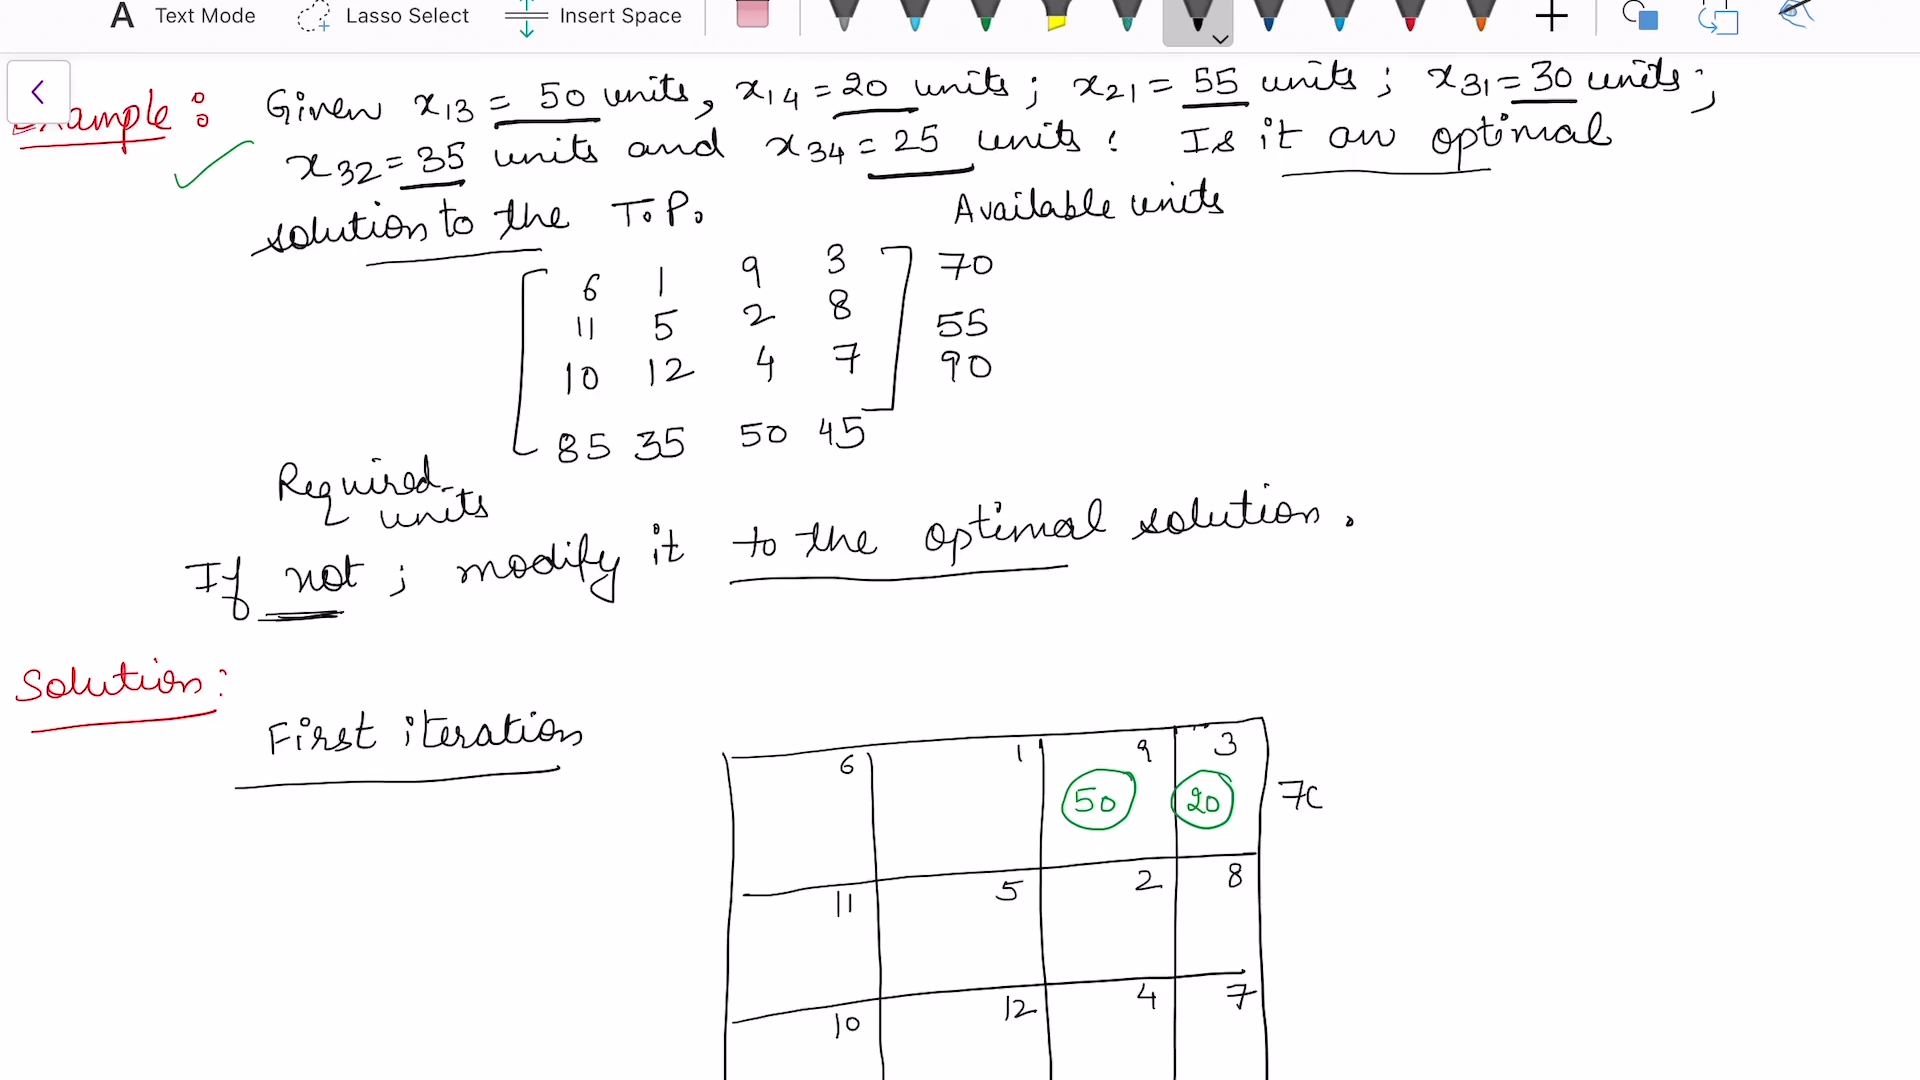 A Text Mode Lasso Select Insert Space
Example : Given x13 = 50 units, x14 = 20 units ; x21 = 55 units ; x31 = 30 units ;
x32 = 35 units and x34 = 25 units. Is it an optimal
solution to the T.P. Available units
6 1 9 3 70
11 5 2 8 55
10 12 4 7 90
85 35 50 45
Required
units
If not ; modify it to the optimal solution.
Solution:
First iteration
6 1 9 3
50 20 70
11 5 2 8
10 12 4 7